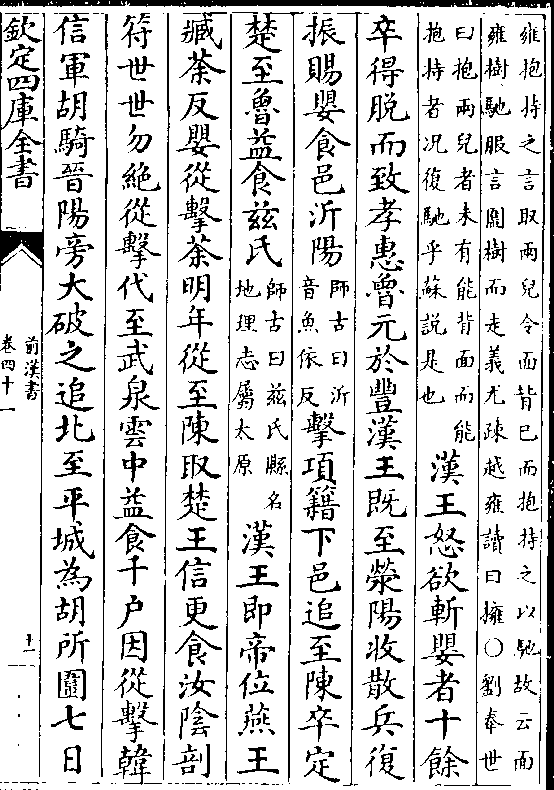 雍抱持之言取兩兒令面背巳而抱持之以馳故云面
雍樹馳服言圍樹而走義尤疎越雍讀曰擁○劉奉世
曰抱兩兒者未有能背面而能
抱持者况復馳乎蘇說是也
漢王怒欲斬嬰者十餘
卒得脱而致孝惠魯元於豐漢王既至滎陽收散兵復
振賜嬰食邑沂陽
師古曰沂
音魚依反
擊項籍下邑追至陳卒定
楚至魯益食兹氏
師古曰兹氏縣名
地理志屬太原
漢王即帝位燕王
臧荼反嬰從擊荼明年從至陳取楚王信更食汝陰剖
符世世勿絶從擊代至武泉雲中益食千户因從擊韓
信軍胡騎晉陽旁大破之追北至平城為胡所圍七日
欽定四庫全書
前漢書
卷四十一
十一